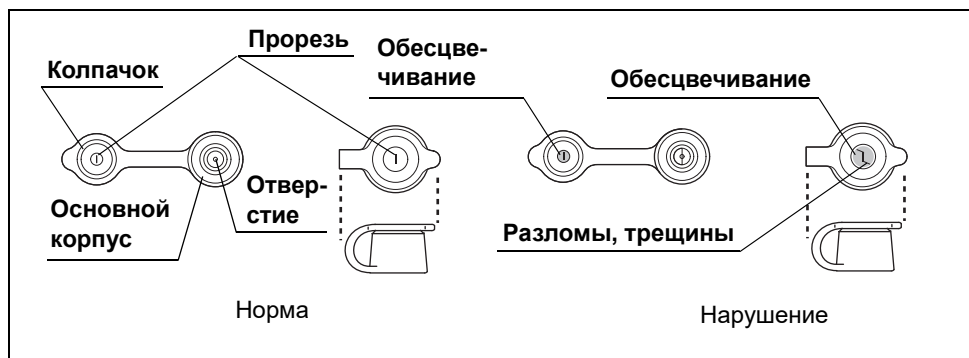 Прорезь
Колпачок
Обесцве-
чивание
Обесцвечивание
Основной
корпус
Отвер-
стие
Разломы, трещины
Норма
Нарушение